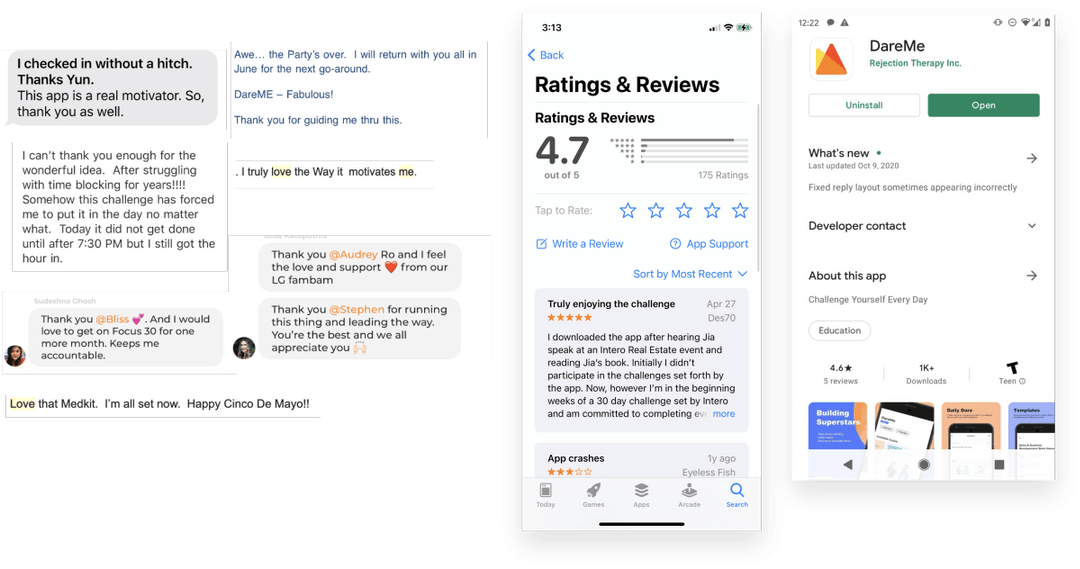 I checked in without a hitch.
Thanks Yun.
This app is a real motivator. So,
thank you as well.
Awe… the Party's over. I will return with you all in
June for the next go-around.
DareME – Fabulous!
Thank you for guiding me thru this.
I can't thank you enough for the
wonderful idea. After struggling
with time blocking for years!!!!
Somehow this challenge has forced
me to put it in the day no matter
what. Today it did not get done
until after 7:30 PM but I still got the
hour in.
. I truly love the Way it motivates me.
Thank you @Audrey Ro and I feel
the love and support ❤️ from our
LG fambam
Thank you @Stephen for running
this thing and leading the way.
You're the best and we all
appreciate you 🙌🏻
Sudeshna Ghosh
Thank you @Bliss 💕. And I would
love to get on Focus 30 for one
more month. Keeps me
accountable.
Love that Medkit. I'm all set now. Happy Cinco De Mayo!!
3:13
Back
Ratings & Reviews
Ratings & Reviews
4.7
out of 5
175 Ratings
Tap to Rate:
Write a Review
App Support
Sort by Most Recent
Truly enjoying the challenge
Apr 27
Des70
I downloaded the app after hearing Jia
speak at an Intero Real Estate event and
reading Jia's book. Initially I didn't
participate in the challenges set forth by
the app. Now, however I'm in the beginning
weeks of a 30 day challenge set by Intero
and am committed to completing ev more
App crashes
1y ago
Eyeless Fish
Today
Games
Apps
Arcade
Search
12:22
DareMe
Rejection Therapy Inc.
Uninstall
Open
What's new •
Last updated Oct 9, 2020
Fixed reply layout sometimes appearing incorrectly
Developer contact
About this app
Challenge Yourself Every Day
Education
4.6★
5 reviews
1K+
Downloads
T
Teen
Building
Superstars
Daily Dare
Templates